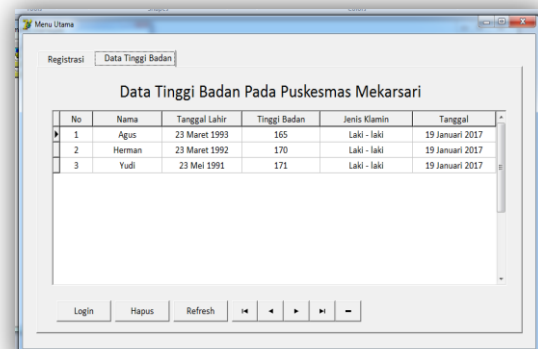 Menu Utama
Registrasi Data Tinggi Badan
Data Tinggi Badan Pada Puskesmas Mekarsari
No Nama Tanggal Lahir Tinggi Badan Jenis Klamin Tanggal
1 Agus 23 Maret 1993 165 Laki - laki 19 Januari 2017
2 Herman 23 Maret 1992 170 Laki - laki 19 Januari 2017
3 Yudi 23 Mei 1991 171 Laki - laki 19 Januari 2017
Login Hapus Refresh